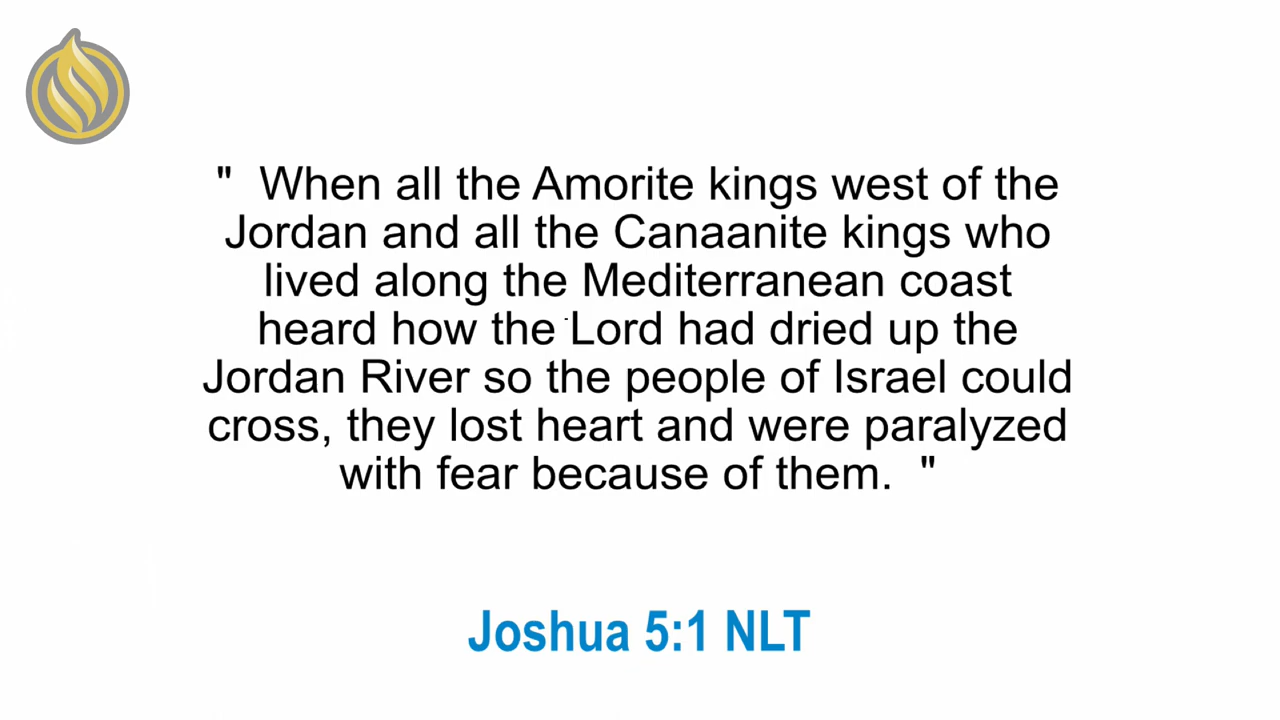 "  When all the Amorite kings west of the
Jordan and all the Canaanite kings who
lived along the Mediterranean coast
heard how the Lord had dried up the
Jordan River so the people of Israel could
cross, they lost heart and were paralyzed
with fear because of them.  "
Joshua 5:1 NLT